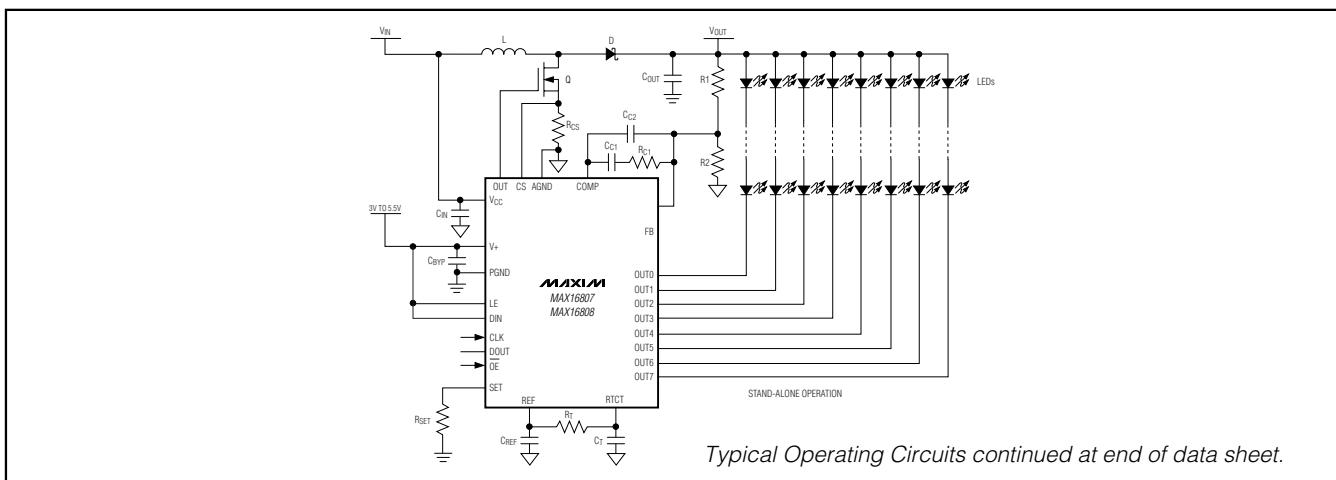 VIN
L
D
VOUT
Q
COUT
R1
LEDs
RCS
CC2
CC1
RC1
R2
OUT
CS
AGND
COMP
VCC
CIN
FB
3V TO 5.5V
V+
CBYP
PGND
MAXIM
MAX16807
MAX16808
OUT0
OUT1
OUT2
OUT3
OUT4
OUT5
OUT6
OUT7
LE
DIN
CLK
DOUT
OE
SET
STAND-ALONE OPERATION
REF
RTCT
RSET
CREF
RT
CT
Typical Operating Circuits continued at end of data sheet.